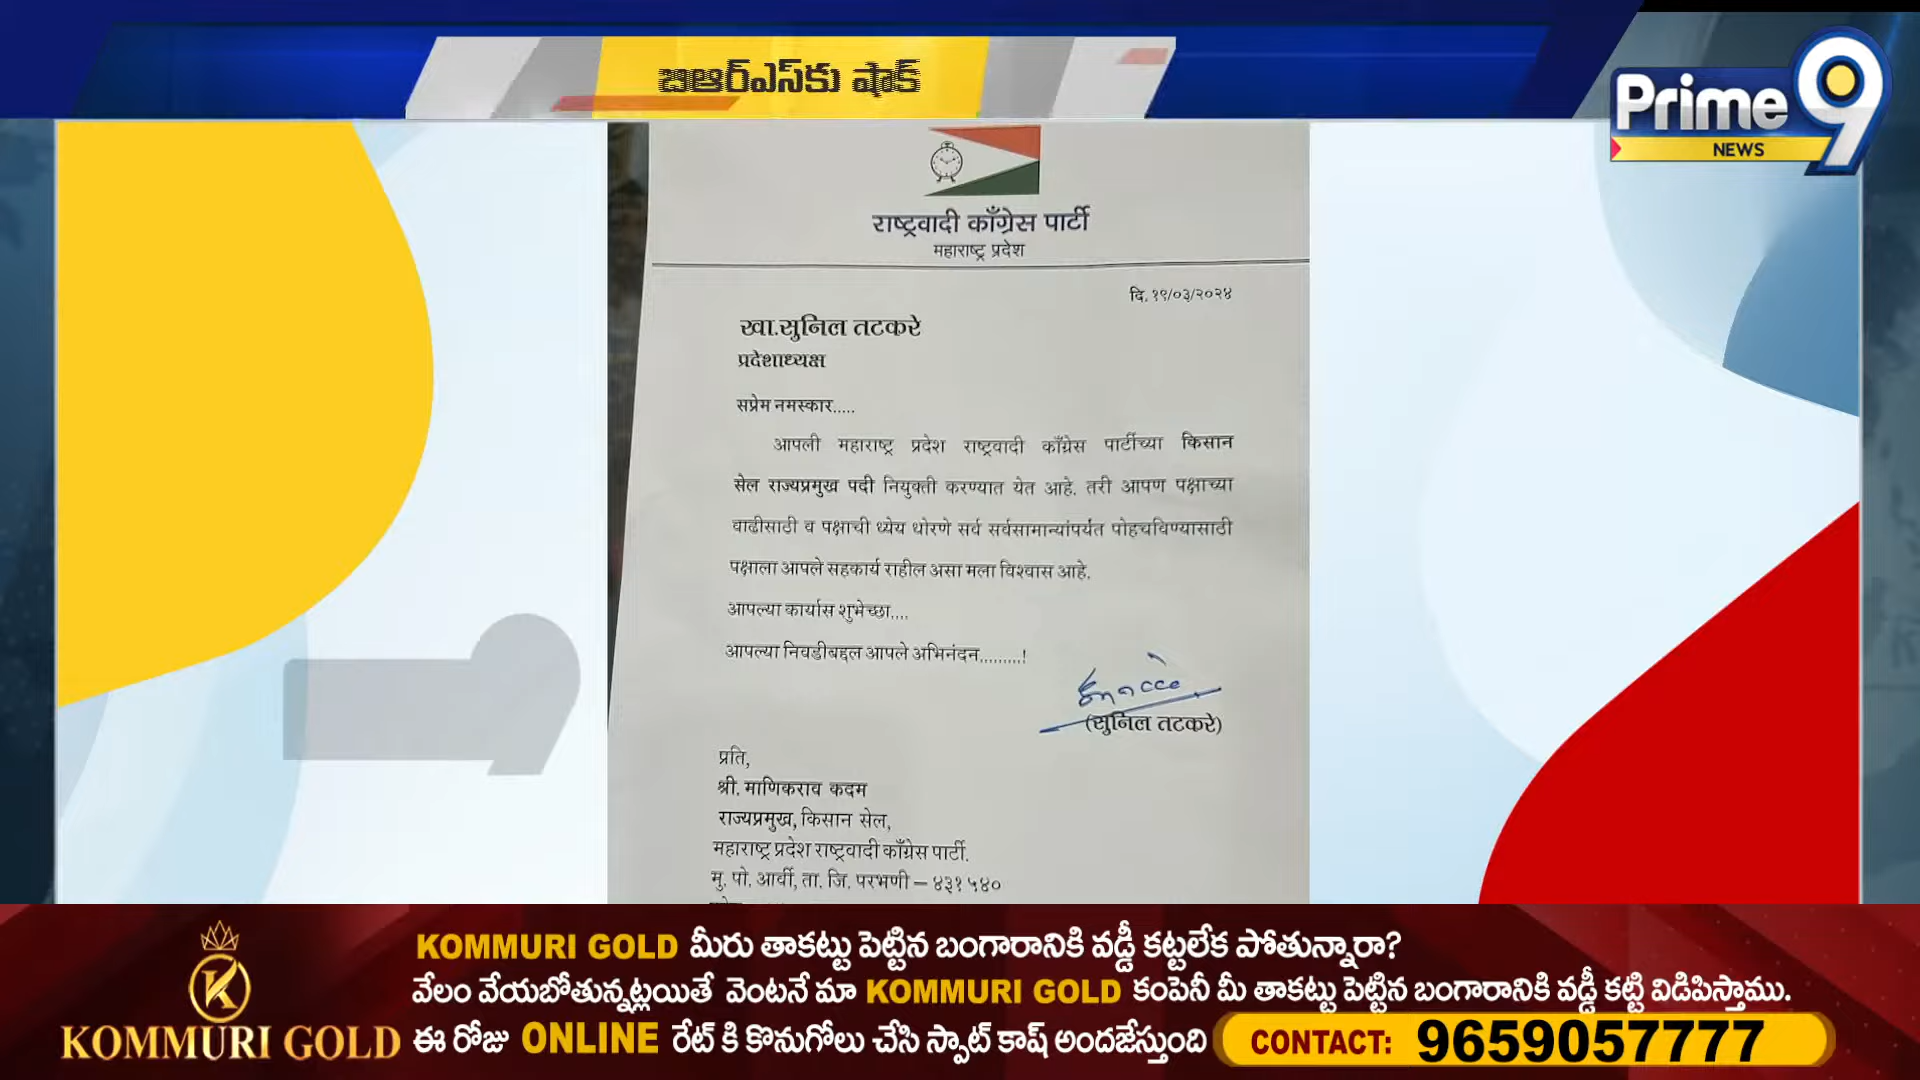 బిఆర్ఎస్‌కు షాక్
Prime9
NEWS
राष्ट्रवादी काँग्रेस पार्टी
महाराष्ट्र प्रदेश
दि. १९/०३/२०२४
खा.सुनिल तटकरे
प्रदेशाध्यक्ष
सप्रेम नमस्कार.....
आपली महाराष्ट्र प्रदेश राष्ट्रवादी काँग्रेस पार्टीच्या किसान
सेल राज्यप्रमुख पदी नियुक्ती करण्यात येत आहे. तरी आपण पक्षाच्या
वाढीसाठी व पक्षाची ध्येय धोरणे सर्व सर्वसामान्यांपर्यंत पोहचविण्यासाठी
पक्षाला आपले सहकार्य राहील असा मला विश्वास आहे.
आपल्या कार्यास शुभेच्छा....
आपल्या निवडीबद्दल आपले अभिनंदन.........!
(सुनिल तटकरे)
प्रति,
श्री. माणिकराव कदम
राज्यप्रमुख, किसान सेल,
महाराष्ट्र प्रदेश राष्ट्रवादी काँग्रेस पार्टी.
मु. पो. आर्वी, ता. जि. परभणी – ४३१५४०
KOMMURI GOLD మీరు తాకట్టు పెట్టిన బంగారానికి వడ్డీ కట్టలేక పోతున్నారా?
వేలం వేయబోతున్నట్లయితే వెంటనే మా KOMMURI GOLD కంపెనీ మీ తాకట్టు పెట్టిన బంగారానికి వడ్డీ కట్టి విడిపిస్తాము.
KOMMURI GOLD ఈ రోజు ONLINE రేట్ కి కొనుగోలు చేసి స్పాట్ కాష్ అందజేస్తుంది CONTACT: 9659057777